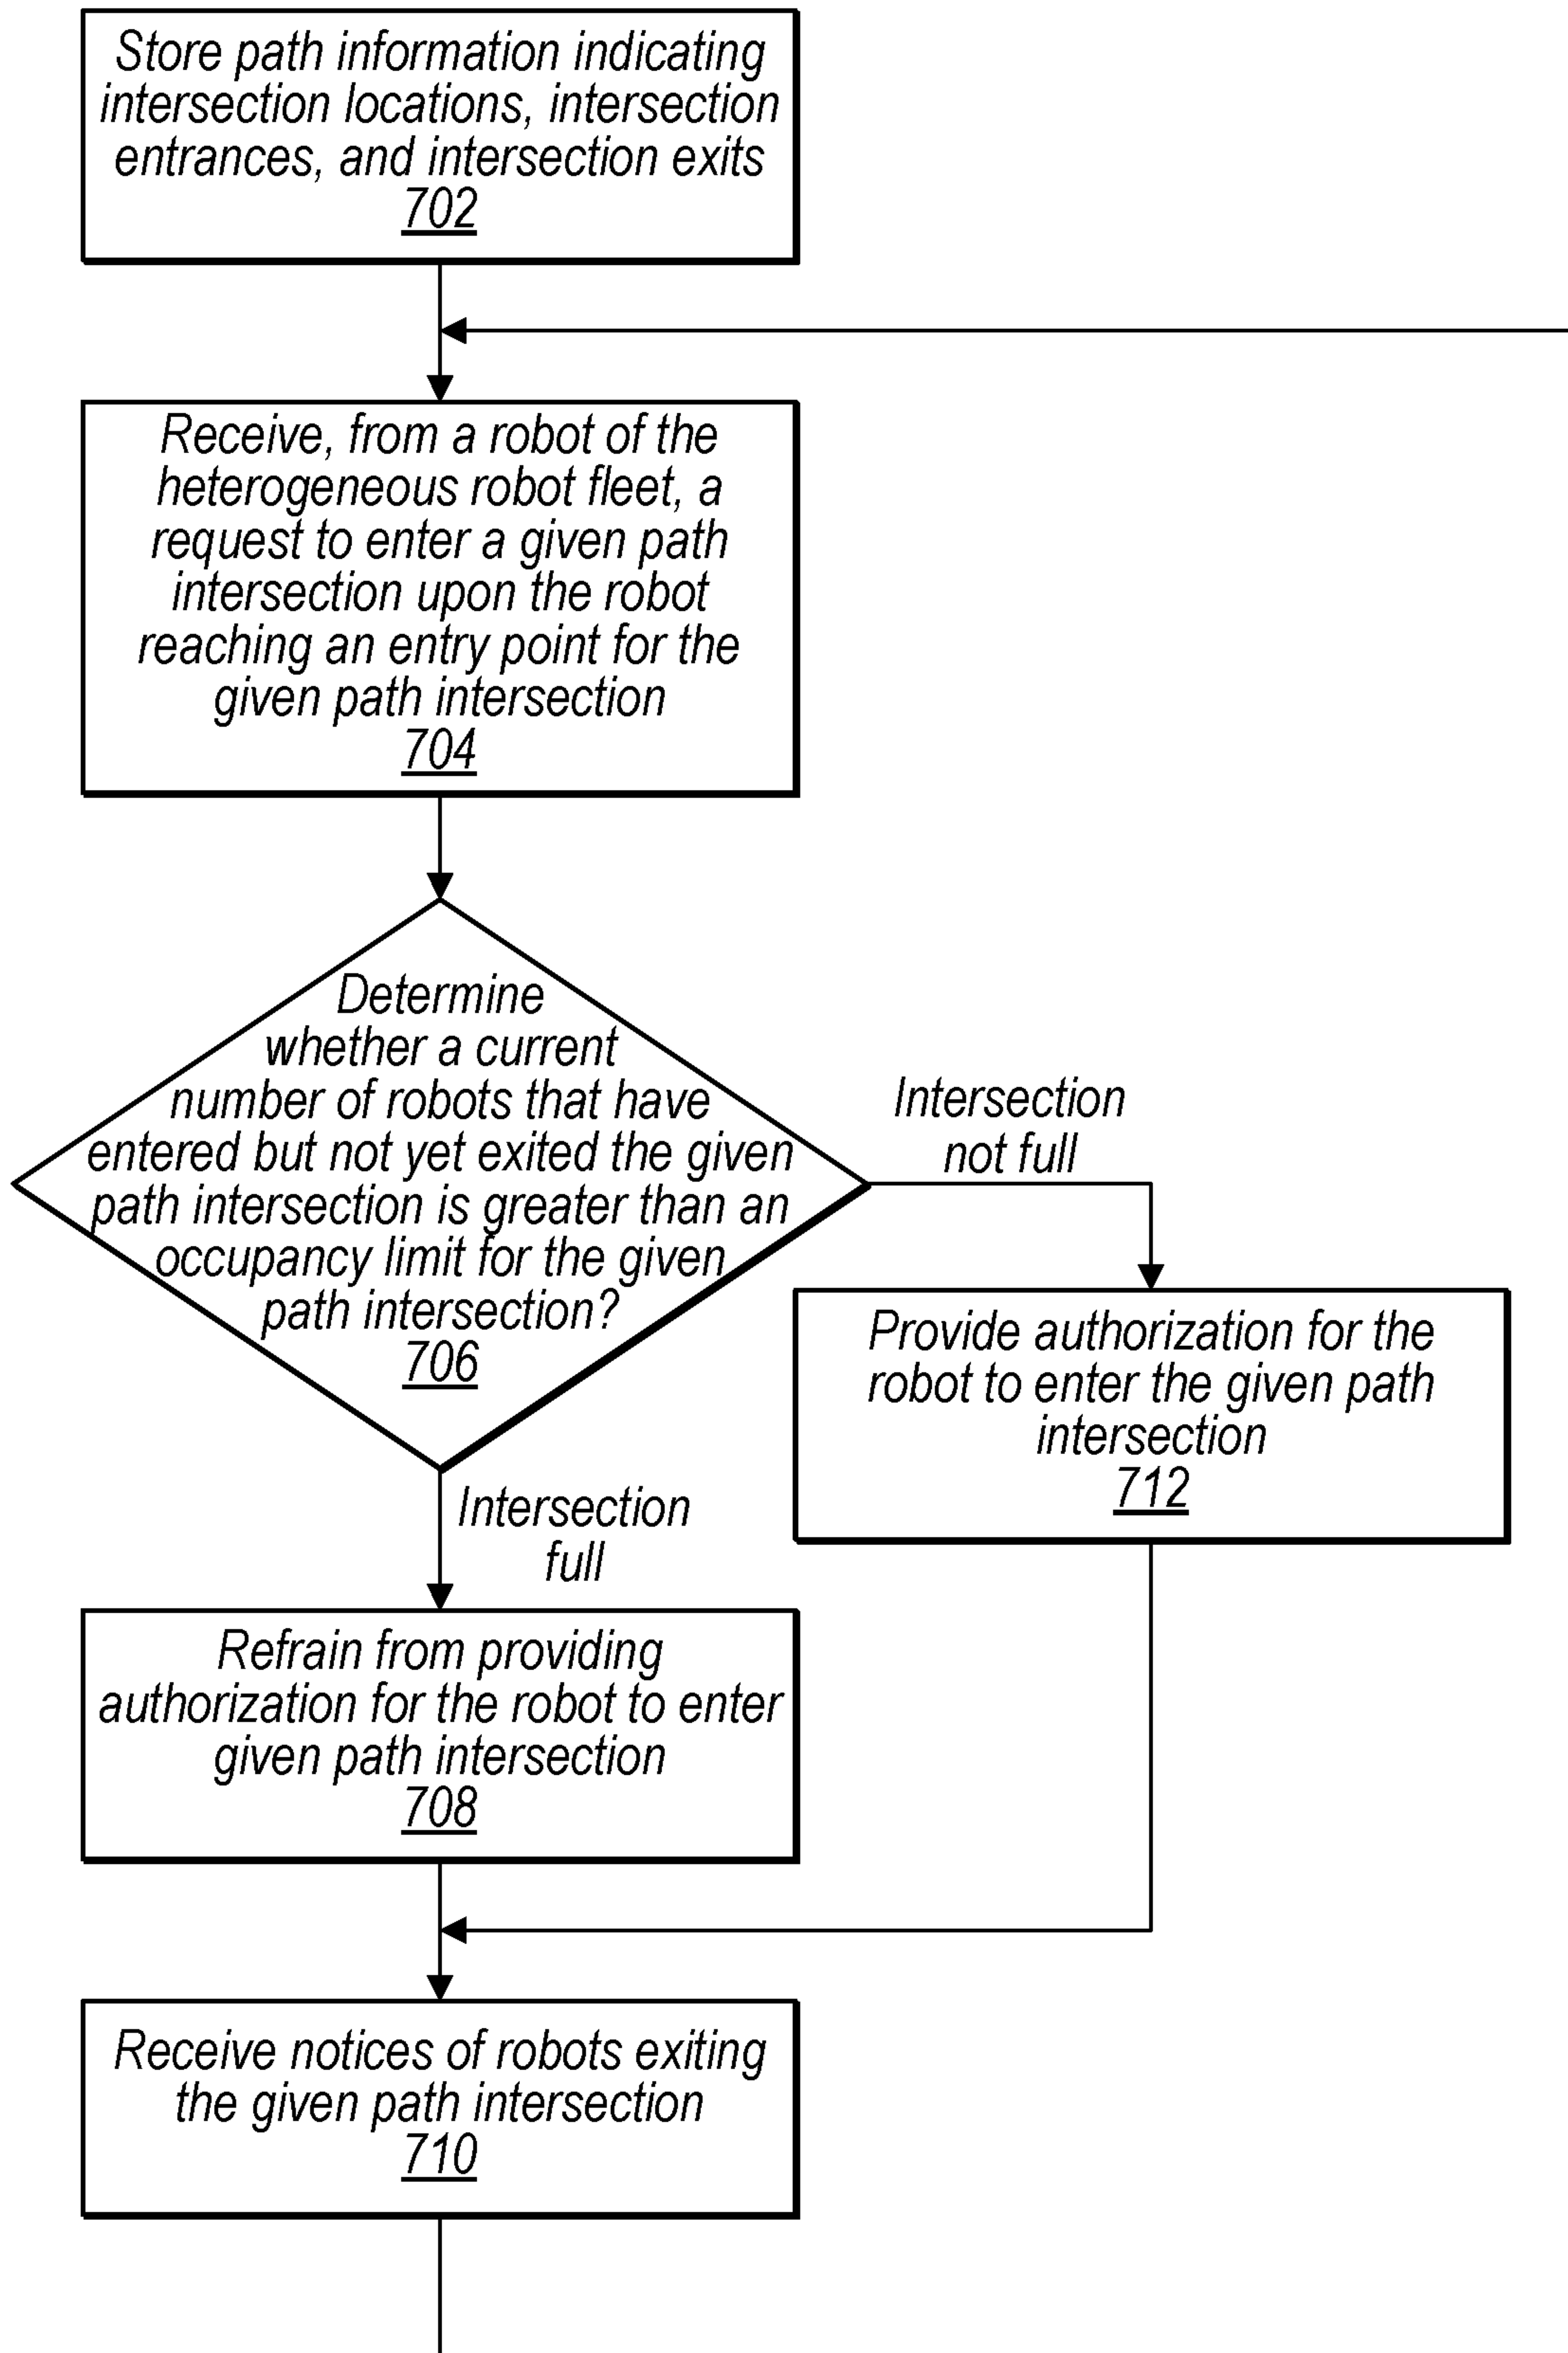 Store path information indicating
intersection locations, intersection
entrances, and intersection exits
702
Receive, from a robot of the
heterogeneous robot fleet, a
request to enter a given path
intersection upon the robot
reaching an entry point for the
given path intersection
704
Determine
whether a current
number of robots that have
entered but not yet exited the given
path intersection is greater than an
occupancy limit for the given
path intersection?
706
Intersection
not full
Provide authorization for the
robot to enter the given path
intersection
712
Intersection
full
Refrain from providing
authorization for the robot to enter
given path intersection
708
Receive notices of robots exiting
the given path intersection
710